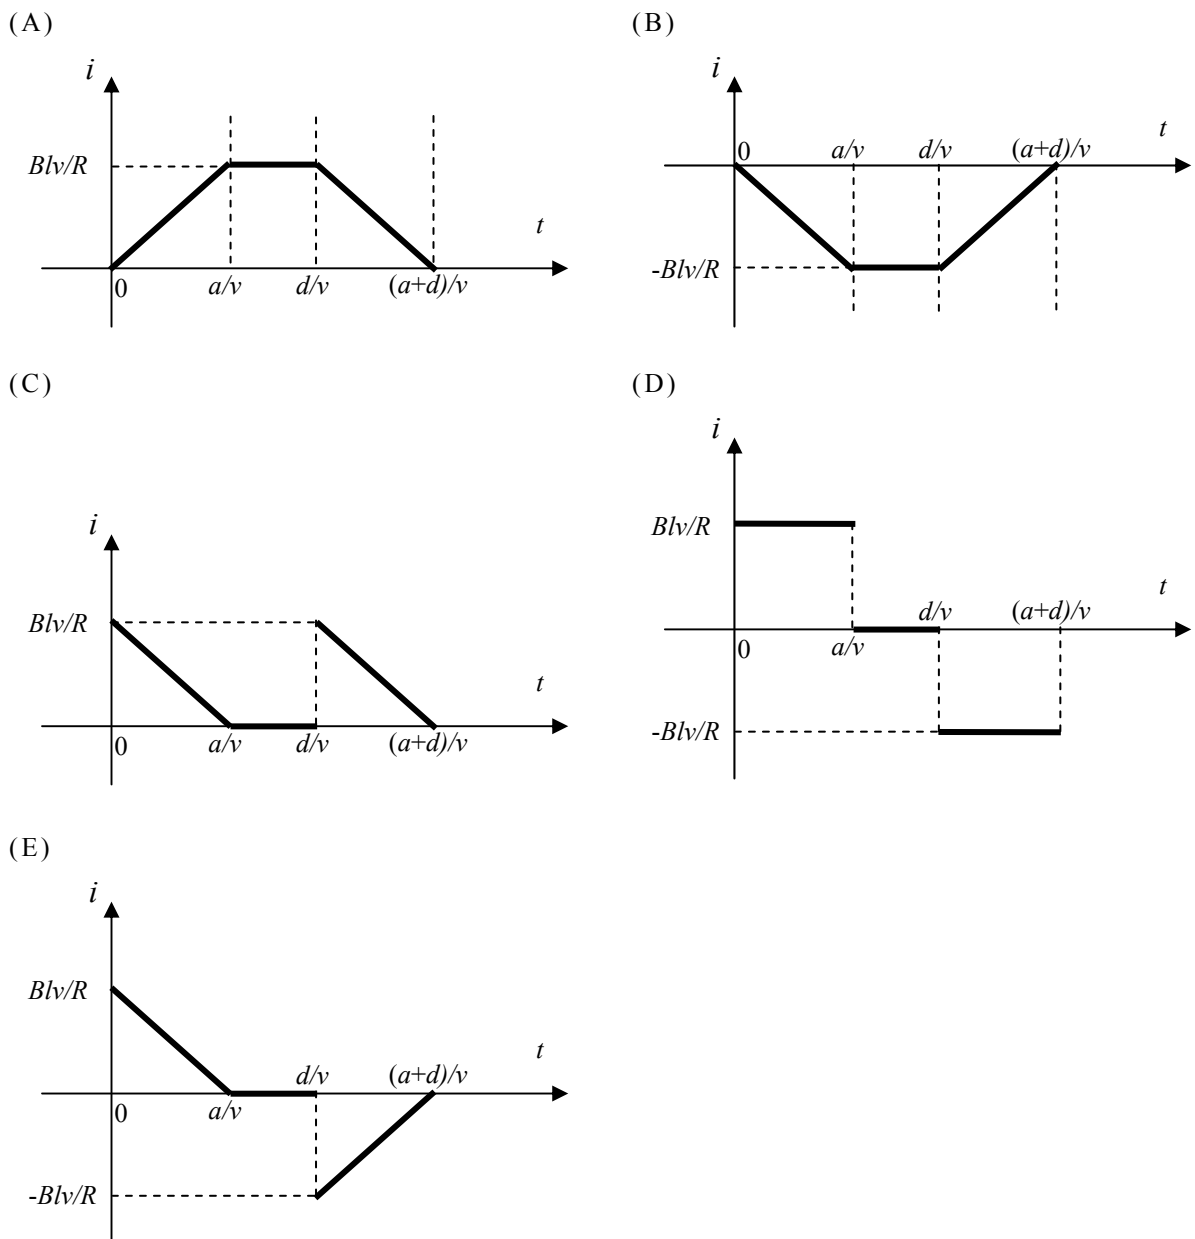 (A) (B)
i
Blv/R
t
0 a/v d/v (a+d)/v
i
t
0 a/v d/v (a+d)/v
-Blv/R
(C) (D)
i
Blv/R
t
0 a/v d/v (a+d)/v
i
Blv/R
t
d/v (a+d)/v
0 a/v
-Blv/R
(E)
i
Blv/R
t
d/v (a+d)/v
0 a/v
-Blv/R